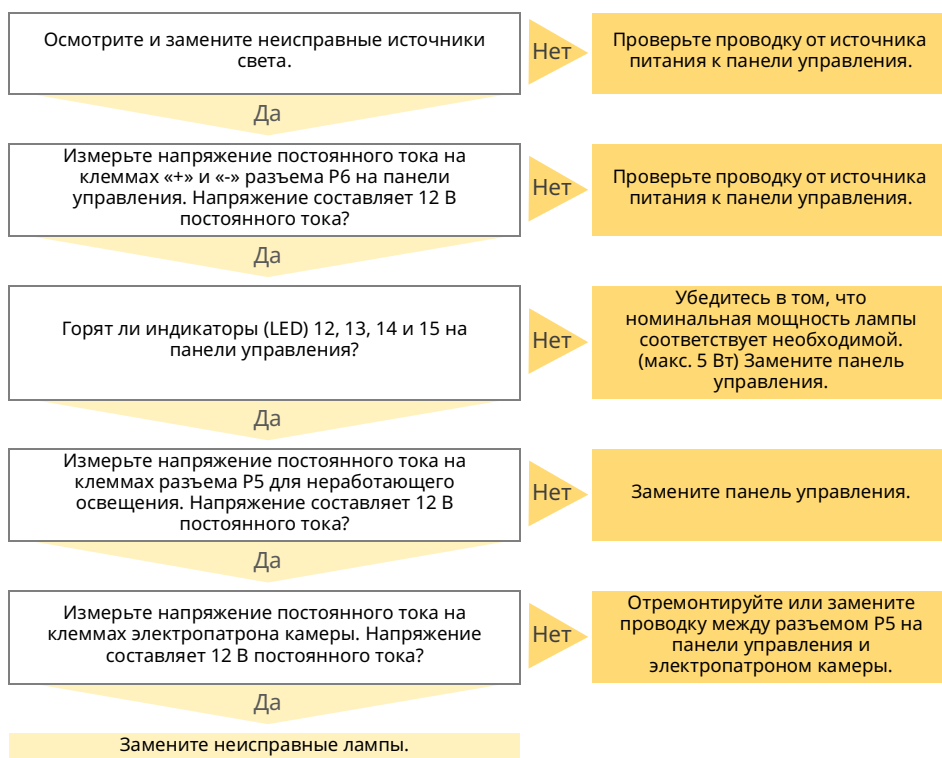 Осмотрите и замените неисправные источники
света.
Нет
Проверьте проводку от источника
питания к панели управления.
Да
Измерьте напряжение постоянного тока на
клеммах «+» и «-» разъема P6 на панели
управления. Напряжение составляет 12 В
постоянного тока?
Нет
Проверьте проводку от источника
питания к панели управления.
Да
Горят ли индикаторы (LED) 12, 13, 14 и 15 на
панели управления?
Нет
Убедитесь в том, что
номинальная мощность лампы
соответствует необходимой.
(макс. 5 Вт) Замените панель
управления.
Да
Измерьте напряжение постоянного тока на
клеммах разъема P5 для неработающего
освещения. Напряжение составляет 12 В
постоянного тока?
Нет
Замените панель управления.
Да
Измерьте напряжение постоянного тока на
клеммах электропатрона камеры. Напряжение
составляет 12 В постоянного тока?
Нет
Отремонтируйте или замените
проводку между разъемом P5 на
панели управления и
электропатроном камеры.
Да
Замените неисправные лампы.